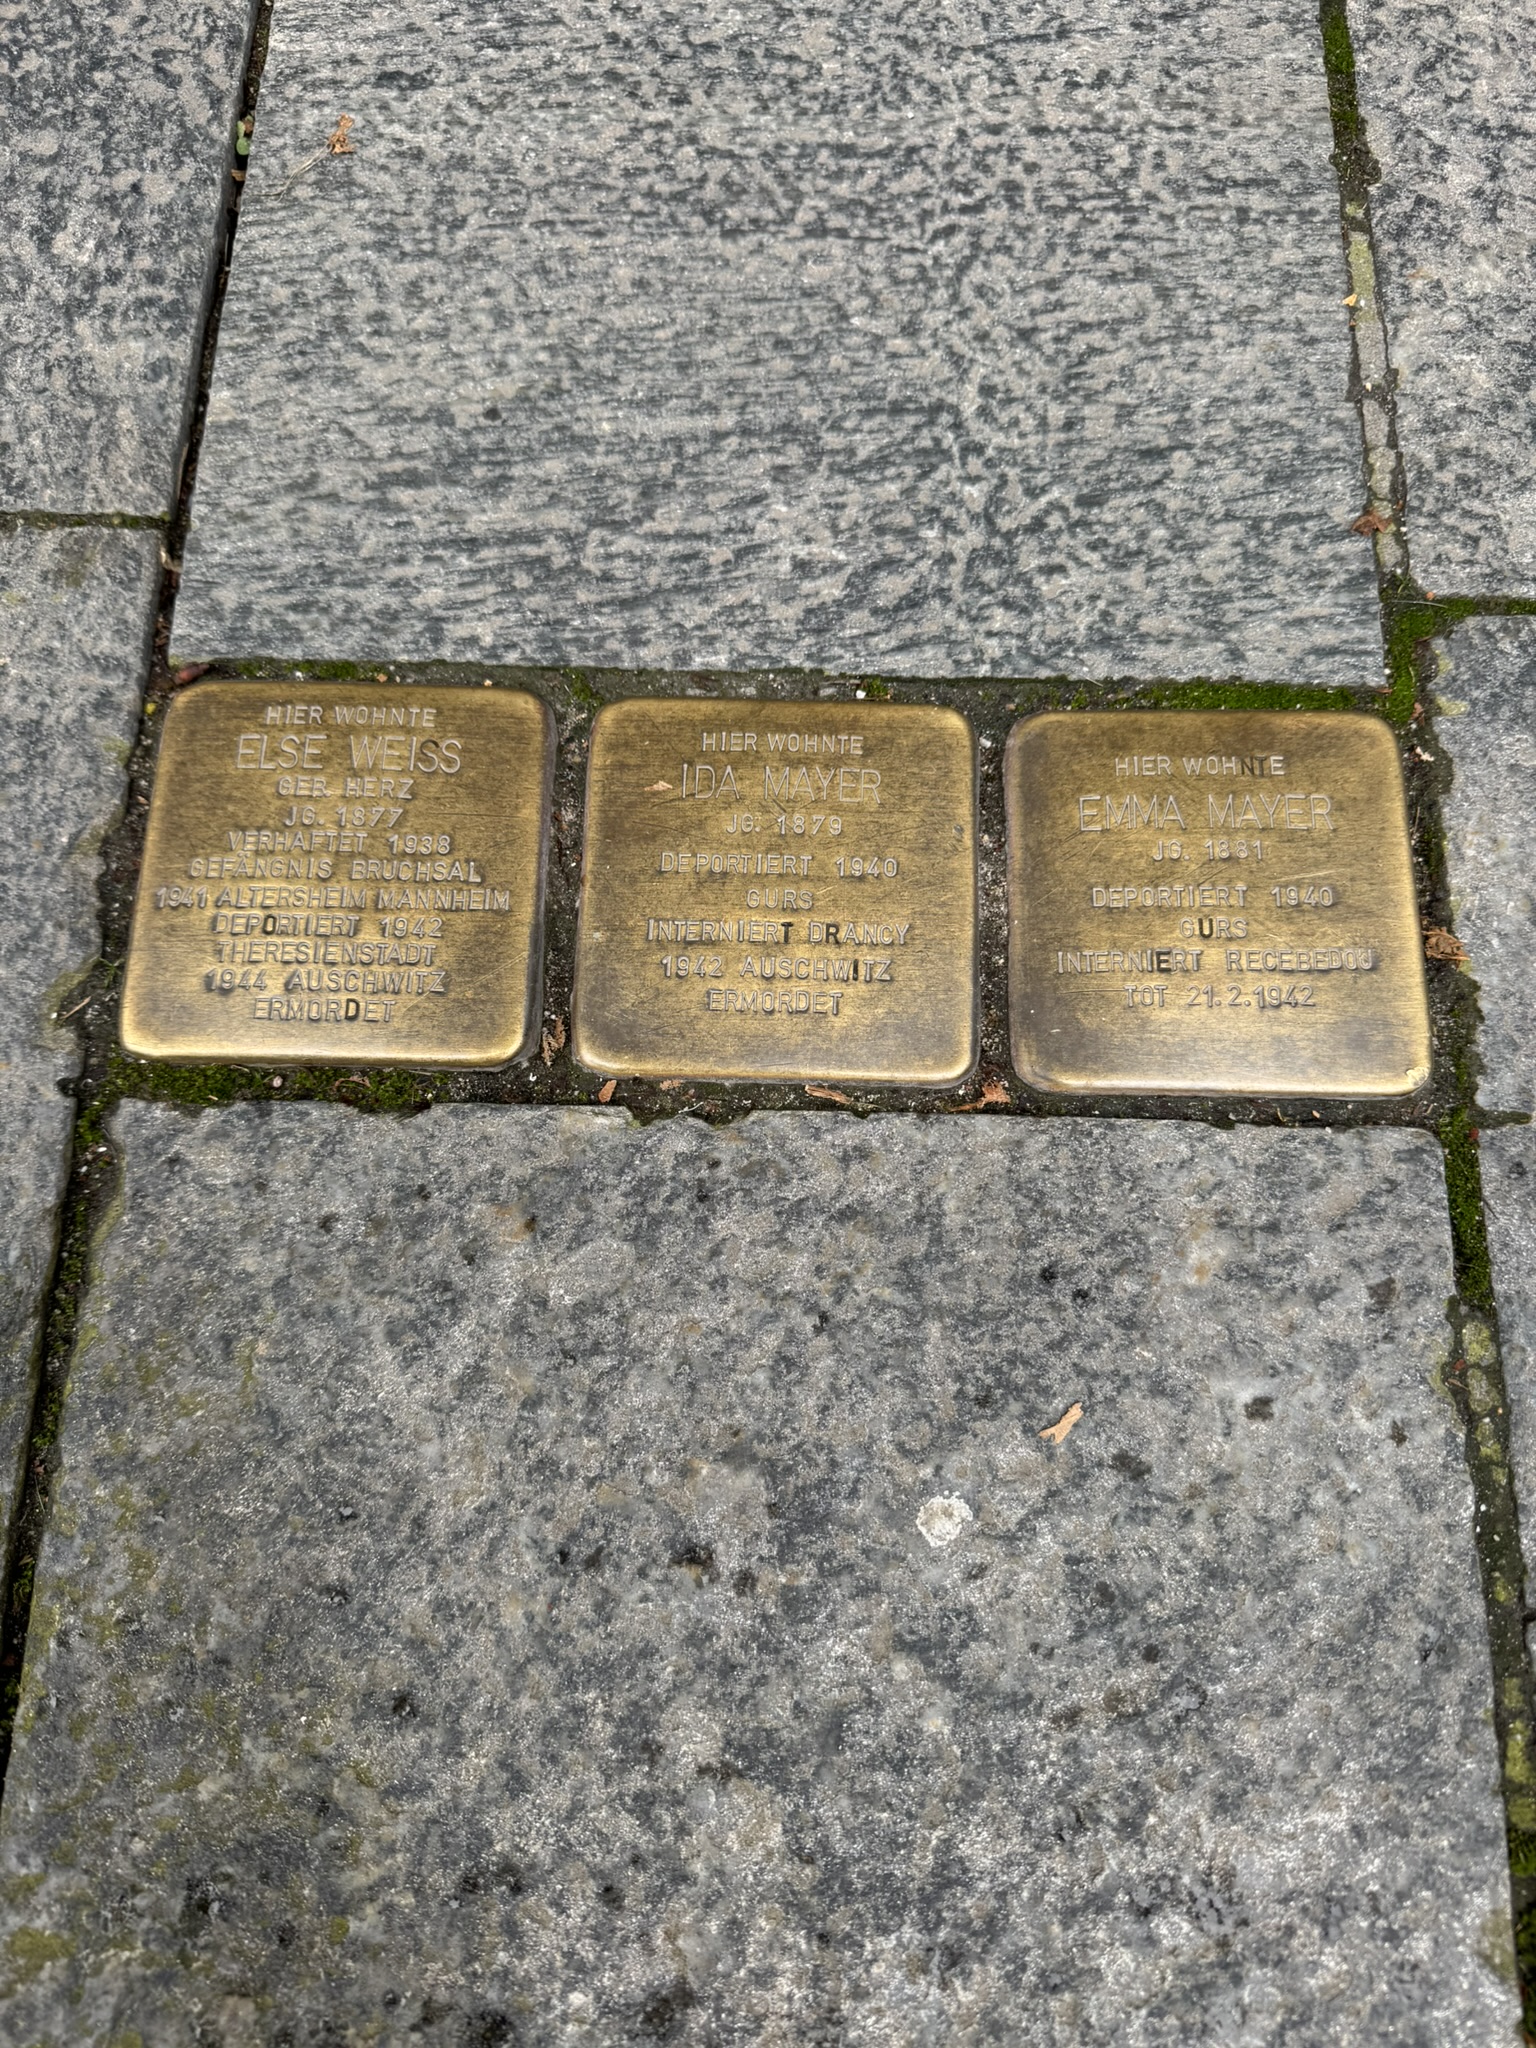 HIER WOHNTE
ELSE WEISS
GEB. HERZ
JG. 1877
VERHAFTET 1938
GEFÄNGNIS BRUCHSAL
1941 ALTERSHEIM MANNHEIM
DEPORTIERT 1942
THERESIENSTADT
1944 AUSCHWITZ
ERMORDET
HIER WOHNTE
IDA MAYER
JG. 1879
DEPORTIERT 1940
GURS
INTERNIERT DRANCY
1942 AUSCHWITZ
ERMORDET
HIER WOHNTE
EMMA MAYER
JG. 1881
DEPORTIERT 1940
GURS
INTERNIERT RECEBEDOU
TOT 21.2.1942